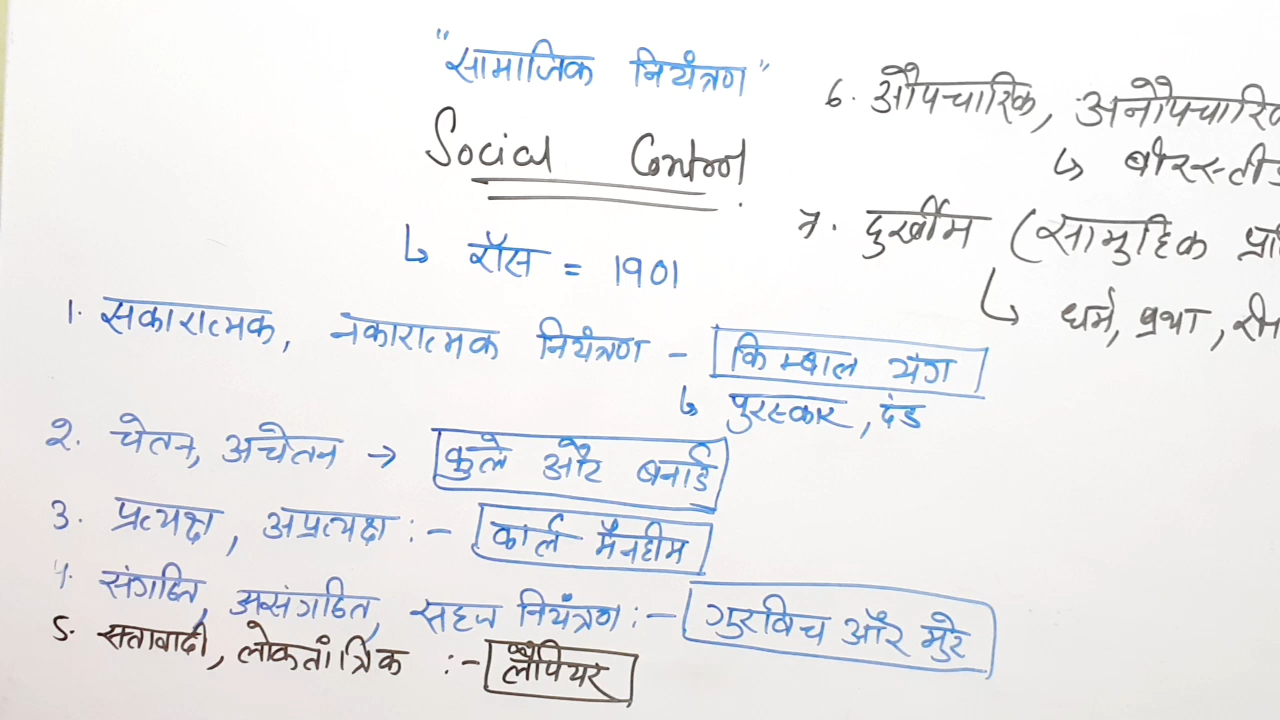 "सामाजिक नियंत्रण"
Social Control
↳ रॉस = 1901
1. सकारात्मक, नकारात्मक नियंत्रण - किम्बाल यंग
↳ पुरस्कार, दंड
2. चेतन, अचेतन → कुले और बर्नार्ड
3. प्रत्यक्ष, अप्रत्यक्ष :- कार्ल मैनहीम
4. संगठित, असंगठित, सहज नियंत्रण :- गुरविच और मुरे
5. सतावादी, लोकतांत्रिक :- लैपियर
6. औपचारिक, अनौपचारि
↳ बीरस्टी
7. दुर्खीम (सामुहिक
↳ धर्म, प्रथा,